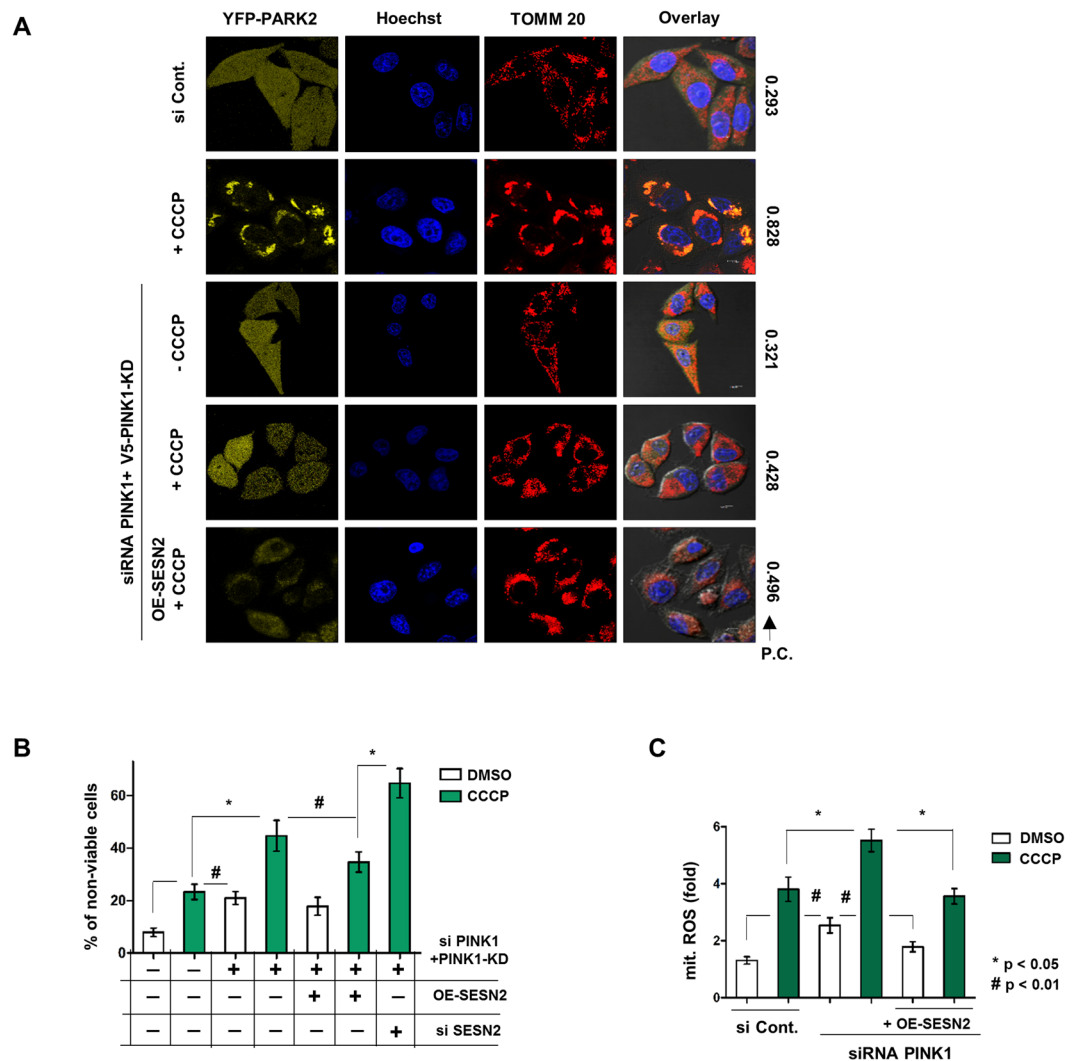 A
YFP-PARK2 Hoechst TOMM 20 Overlay
si Cont.
0.293
+ CCCP
0.828
siRNA PINK1+ V5-PINK1-KD
- CCCP
0.321
+ CCCP
0.428
OE-SESN2
+ CCCP
0.496
P.C.
B
% of non-viable cells
60
40
20
0
*
#
#
*
DMSO
CCCP
si PINK1
+PINK1-KD
– – + + + + +
OE-SESN2
– – – – + + –
si SESN2
– – – – – – +
C
mit. ROS (fold)
6
4
2
0
*
*
# #
DMSO
CCCP
* p < 0.05
# p < 0.01
si Cont.
+ OE-SESN2
siRNA PINK1